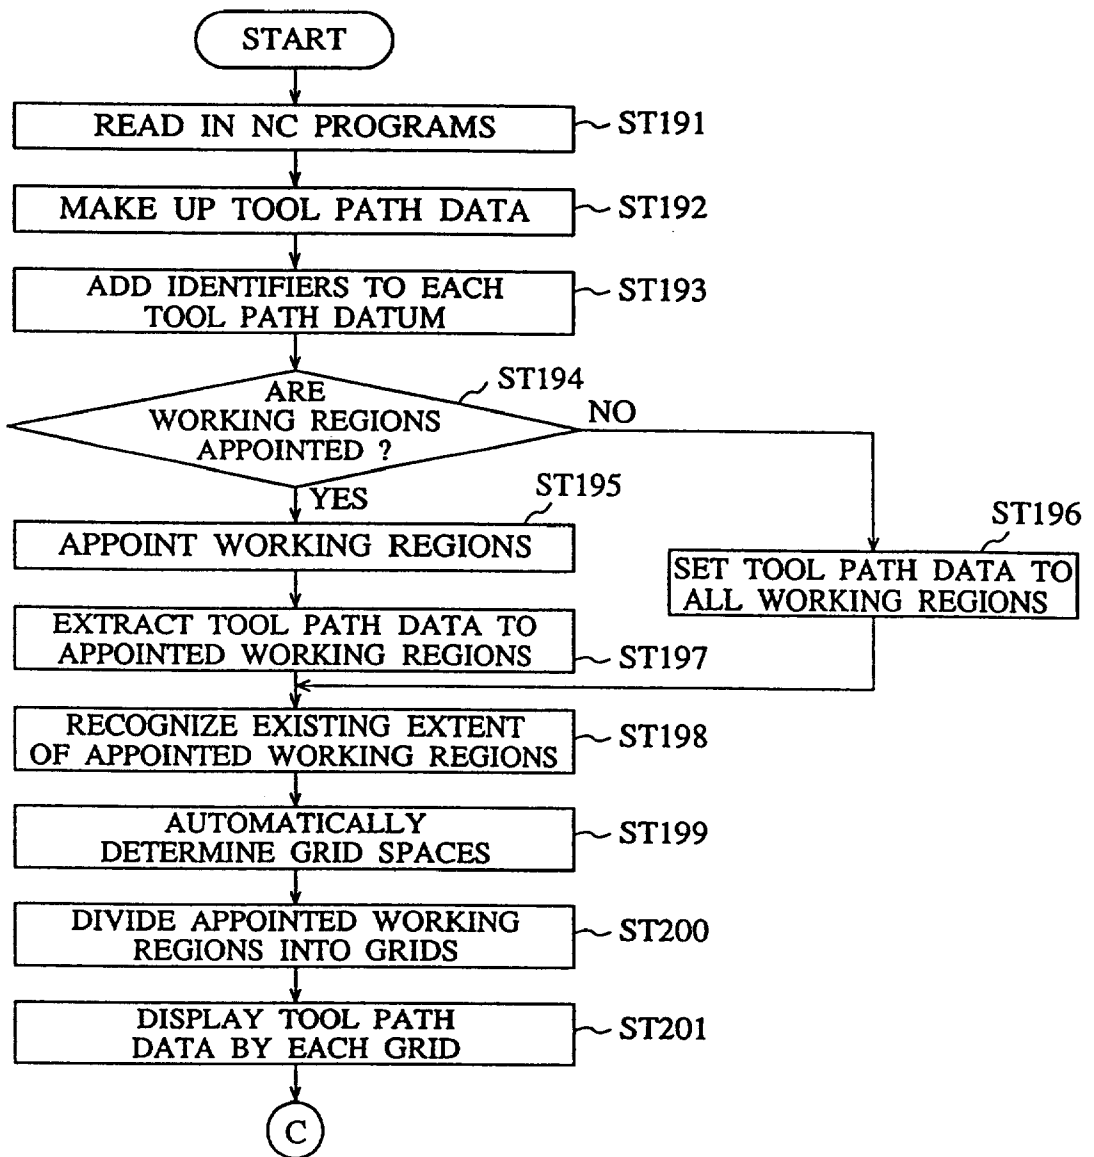 START
READ IN NC PROGRAMS
ST191
MAKE UP TOOL PATH DATA
ST192
ADD IDENTIFIERS TO EACH
TOOL PATH DATUM
ST193
ST194
ARE
WORKING REGIONS
APPOINTED ?
NO
YES
ST195
APPOINT WORKING REGIONS
ST196
SET TOOL PATH DATA TO
ALL WORKING REGIONS
EXTRACT TOOL PATH DATA TO
APPOINTED WORKING REGIONS
ST197
RECOGNIZE EXISTING EXTENT
OF APPOINTED WORKING REGIONS
ST198
AUTOMATICALLY
DETERMINE GRID SPACES
ST199
DIVIDE APPOINTED WORKING
REGIONS INTO GRIDS
ST200
DISPLAY TOOL PATH
DATA BY EACH GRID
ST201
C